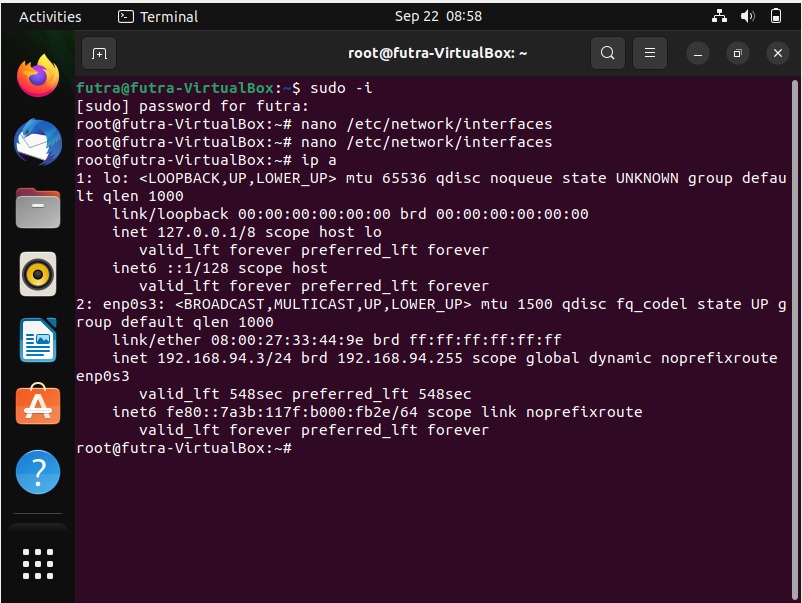 Activities
Terminal
Sep 22 08:58
root@futra-VirtualBox: ~
futra@futra-VirtualBox:~$ sudo -i
[sudo] password for futra:
root@futra-VirtualBox:~# nano /etc/network/interfaces
root@futra-VirtualBox:~# nano /etc/network/interfaces
root@futra-VirtualBox:~# ip a
1: lo: <LOOPBACK,UP,LOWER_UP> mtu 65536 qdisc noqueue state UNKNOWN group defau
lt qlen 1000
    link/loopback 00:00:00:00:00:00 brd 00:00:00:00:00:00
    inet 127.0.0.1/8 scope host lo
       valid_lft forever preferred_lft forever
    inet6 ::1/128 scope host
       valid_lft forever preferred_lft forever
2: enp0s3: <BROADCAST,MULTICAST,UP,LOWER_UP> mtu 1500 qdisc fq_codel state UP g
roup default qlen 1000
    link/ether 08:00:27:33:44:9e brd ff:ff:ff:ff:ff:ff
    inet 192.168.94.3/24 brd 192.168.94.255 scope global dynamic noprefixroute
enp0s3
       valid_lft 548sec preferred_lft 548sec
    inet6 fe80::7a3b:117f:b000:fb2e/64 scope link noprefixroute
       valid_lft forever preferred_lft forever
root@futra-VirtualBox:~#